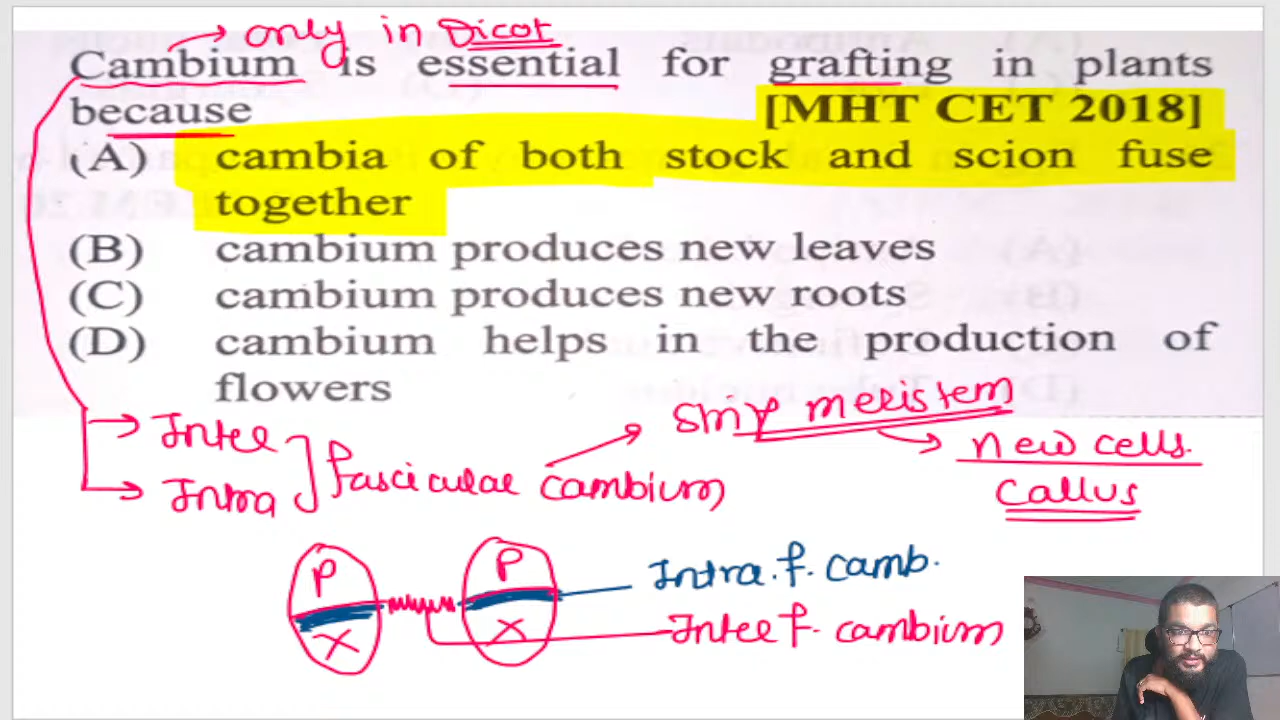 → only in Dicot
Cambium is essential for grafting in plants
because [MHT CET 2018]
(A) cambia of both stock and scion fuse
together
(B) cambium produces new leaves
(C) cambium produces new roots
(D) cambium helps in the production of
flowers
→ Inter
→ Intra
fascicular cambium → smy meristem
→ new cells.
callus
P P
X X
Intra. f. camb.
Inter f. cambium